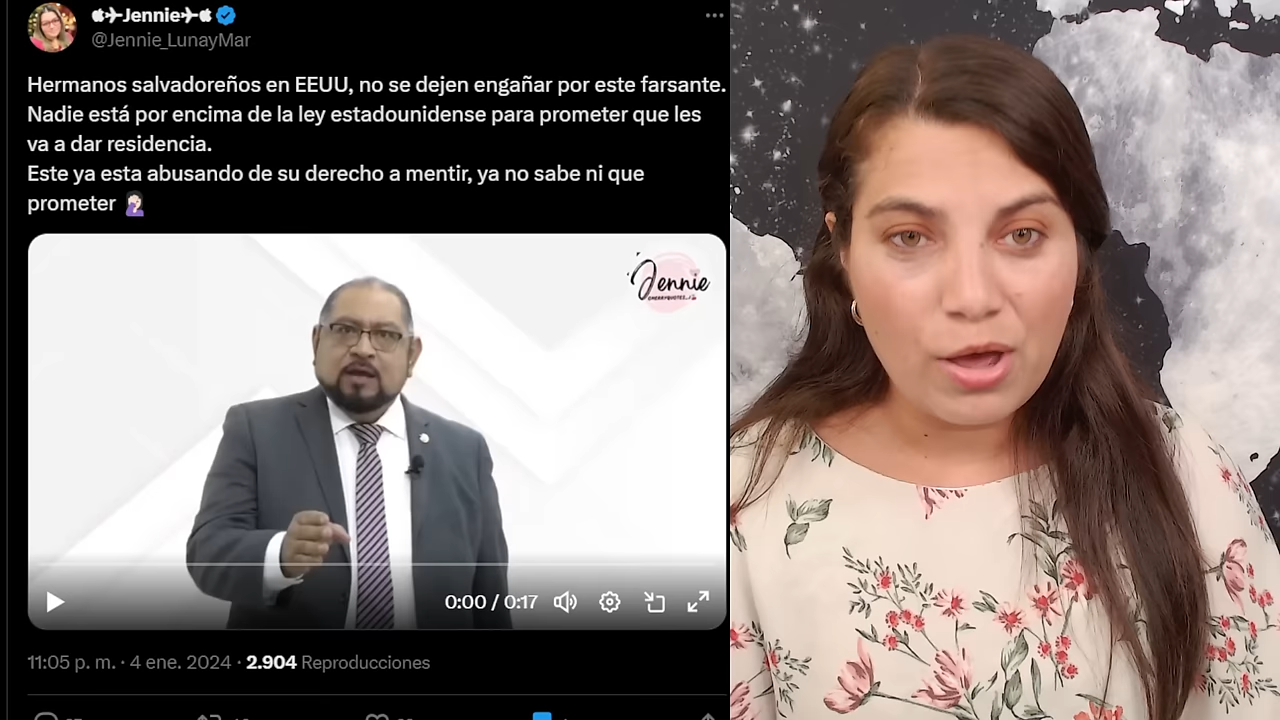 Jennie
@Jennie_LunayMar
Hermanos salvadoreños en EEUU, no se dejen engañar por este farsante.
Nadie está por encima de la ley estadounidense para prometer que les
va a dar residencia.
Este ya esta abusando de su derecho a mentir, ya no sabe ni que
prometer
Jennie
0:00 / 0:17
11:05 p. m. · 4 ene. 2024 · 2.904 Reproducciones